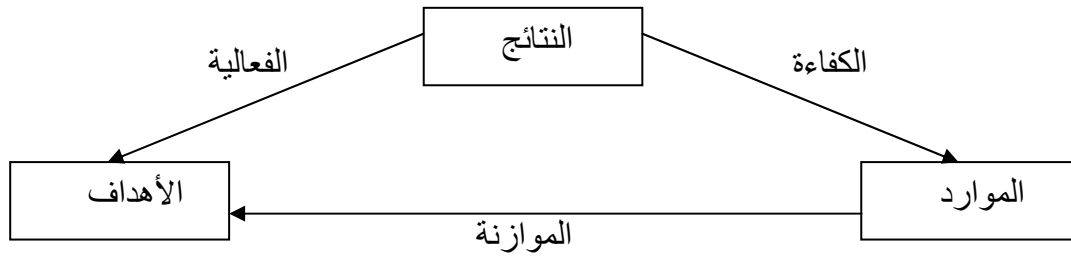 النتائج
الكفاءة
الفعالية
الموارد
الأهداف
الموازنة